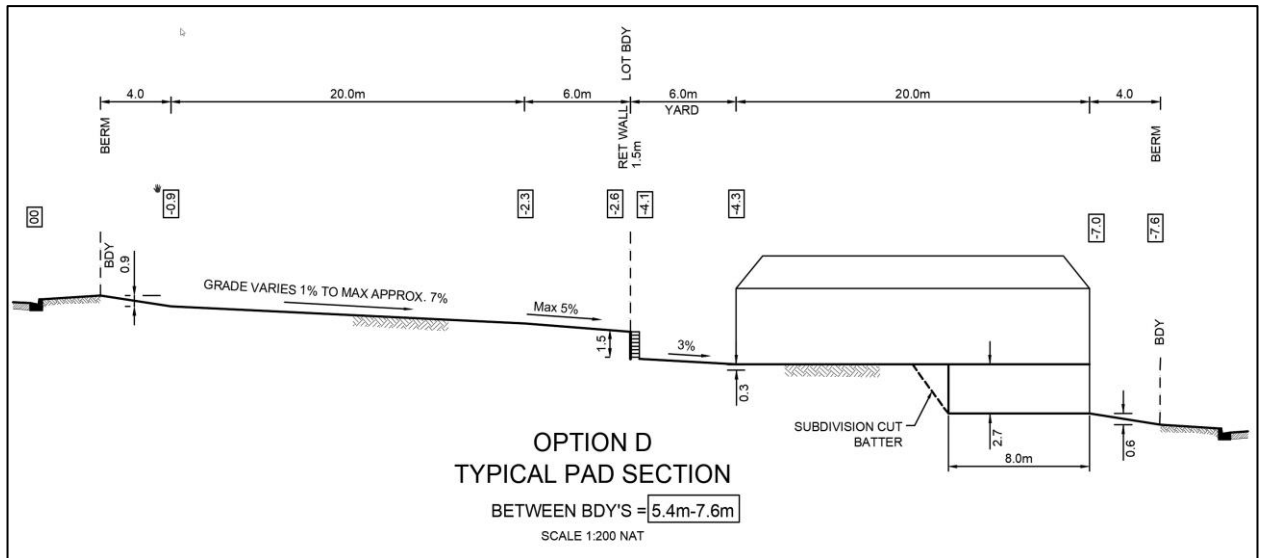 LOT BDY
4.0
20.0m
6.0m
6.0m
20.0m
4.0
YARD
BERM
RET WALL
1.5m
BERM
00
-0.9
-2.3
-2.6
-4.1
-4.3
-7.0
-7.6
BDY
0.9
GRADE VARIES 1% TO MAX APPROX. 7%
Max 5%
1.5
3%
0.3
BDY
SUBDIVISION CUT
BATTER
2.7
0.6
8.0m
OPTION D
TYPICAL PAD SECTION
BETWEEN BDY'S = 5.4m-7.6m
SCALE 1:200 NAT